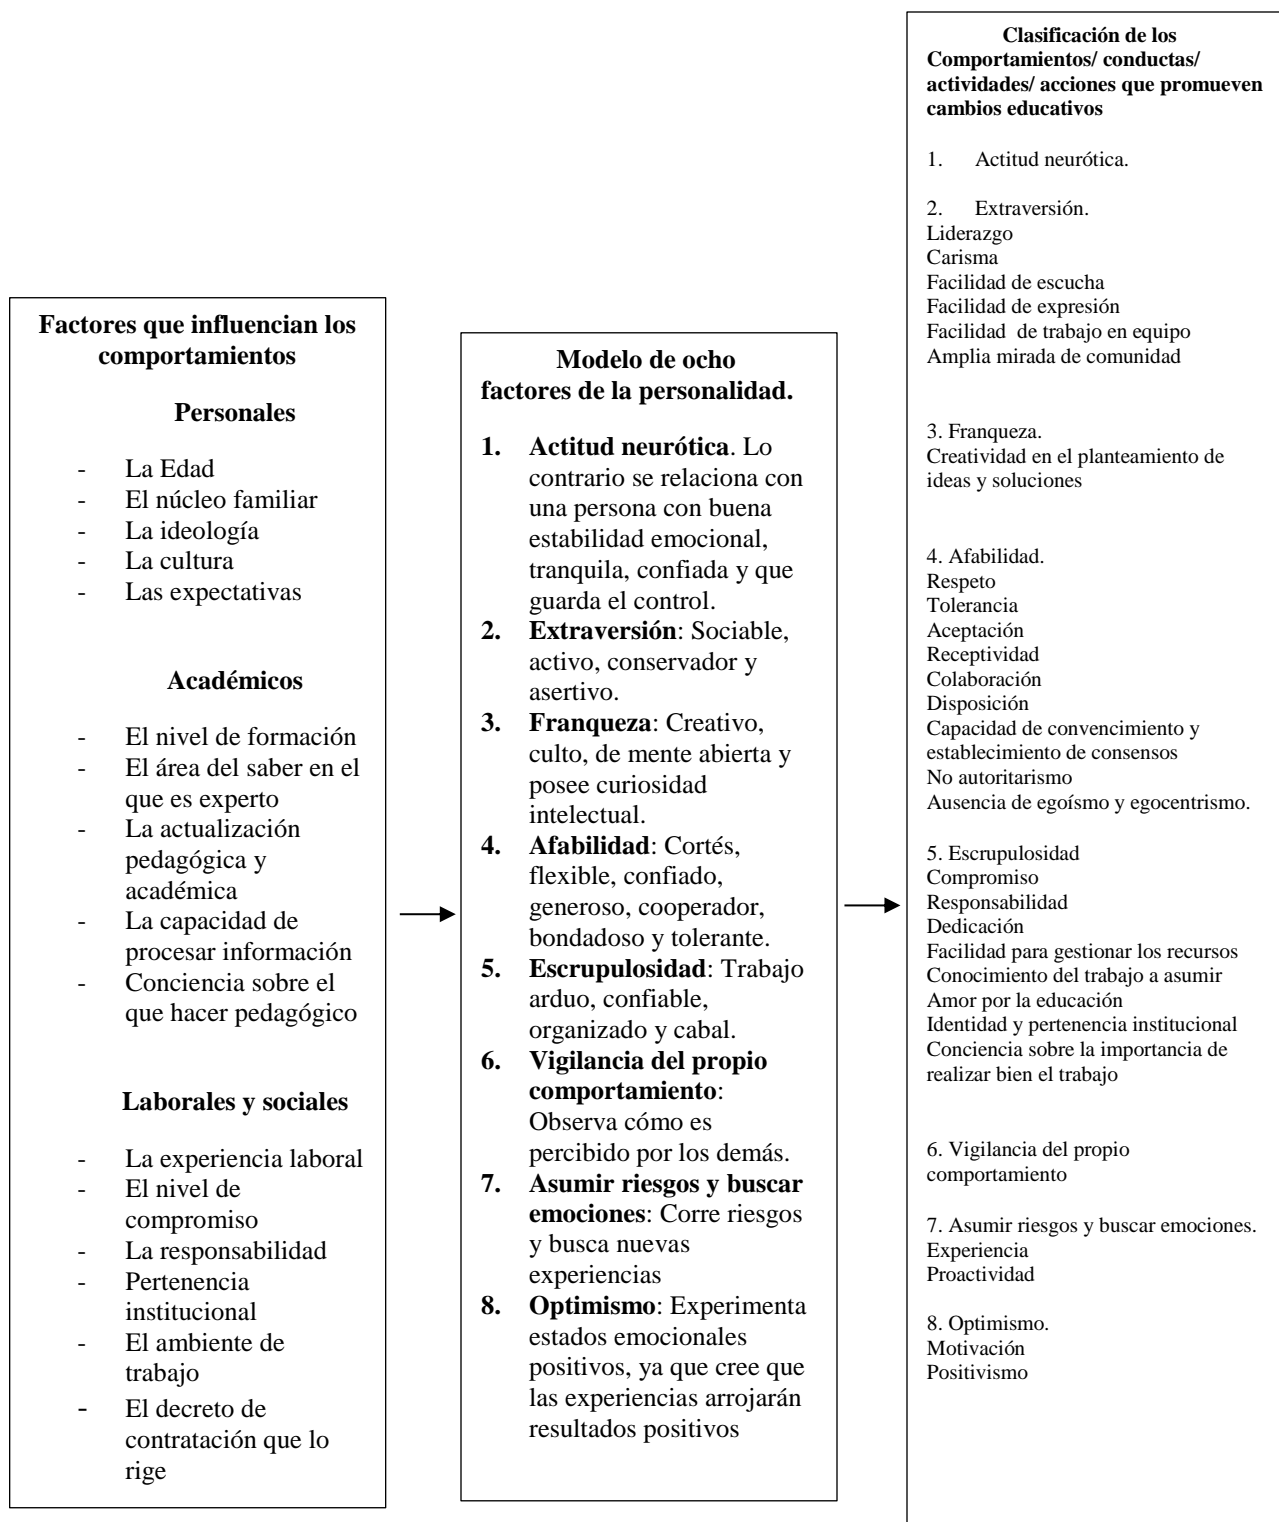 Factores que influencian los
comportamientos
Personales
- La Edad
- El núcleo familiar
- La ideología
- La cultura
- Las expectativas
Académicos
- El nivel de formación
- El área del saber en el
que es experto
- La actualización
pedagógica y
académica
- La capacidad de
procesar información
- Conciencia sobre el
que hacer pedagógico
Laborales y sociales
- La experiencia laboral
- El nivel de
compromiso
- La responsabilidad
- Pertenencia
institucional
- El ambiente de
trabajo
- El decreto de
contratación que lo
rige
Modelo de ocho
factores de la personalidad.
1. Actitud neurótica. Lo
contrario se relaciona con
una persona con buena
estabilidad emocional,
tranquila, confiada y que
guarda el control.
2. Extraversión: Sociable,
activo, conservador y
asertivo.
3. Franqueza: Creativo,
culto, de mente abierta y
posee curiosidad
intelectual.
4. Afabilidad: Cortés,
flexible, confiado,
generoso, cooperador,
bondadoso y tolerante.
5. Escrupulosidad: Trabajo
arduo, confiable,
organizado y cabal.
6. Vigilancia del propio
comportamiento:
Observa cómo es
percibido por los demás.
7. Asumir riesgos y buscar
emociones: Corre riesgos
y busca nuevas
experiencias
8. Optimismo: Experimenta
estados emocionales
positivos, ya que cree que
las experiencias arrojarán
resultados positivos
Clasificación de los
Comportamientos/ conductas/
actividades/ acciones que promueven
cambios educativos
1. Actitud neurótica.
2. Extraversión.
Liderazgo
Carisma
Facilidad de escucha
Facilidad de expresión
Facilidad de trabajo en equipo
Amplia mirada de comunidad
3. Franqueza.
Creatividad en el planteamiento de
ideas y soluciones
4. Afabilidad.
Respeto
Tolerancia
Aceptación
Receptividad
Colaboración
Disposición
Capacidad de convencimiento y
establecimiento de consensos
No autoritarismo
Ausencia de egoísmo y egocentrismo.
5. Escrupulosidad
Compromiso
Responsabilidad
Dedicación
Facilidad para gestionar los recursos
Conocimiento del trabajo a asumir
Amor por la educación
Identidad y pertenencia institucional
Conciencia sobre la importancia de
realizar bien el trabajo
6. Vigilancia del propio
comportamiento
7. Asumir riesgos y buscar emociones.
Experiencia
Proactividad
8. Optimismo.
Motivación
Positivismo